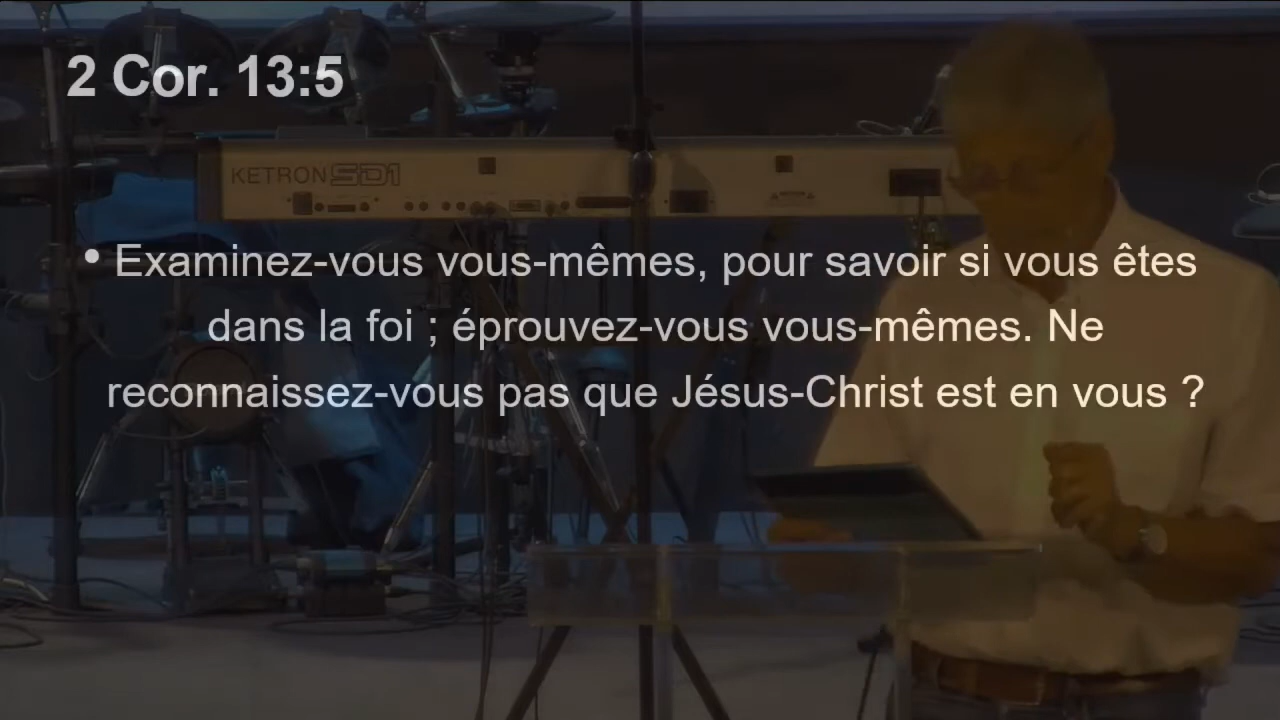 2 Cor. 13:5
KETRON SD1
• Examinez-vous vous-mêmes, pour savoir si vous êtes
dans la foi ; éprouvez-vous vous-mêmes. Ne
reconnaissez-vous pas que Jésus-Christ est en vous ?